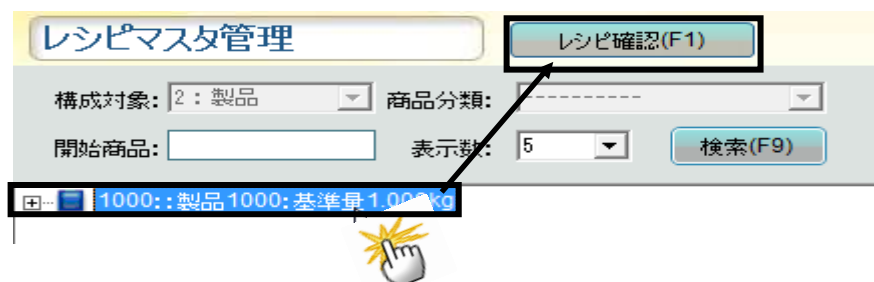 レシピマスタ管理
レシピ確認(F1)
構成対象: 2：製品 商品分類: ----------
開始商品: 表示数: 5 検索(F9)
1000::製品1000:基準量1.000kg